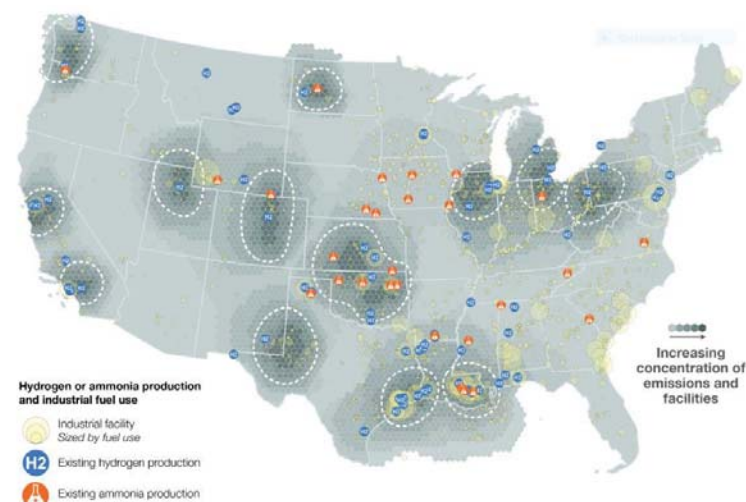 Increasing
concentration of
emissions and
facilities
Hydrogen or ammonia production
and industrial fuel use
Industrial facility
Sized by fuel use
H2 Existing hydrogen production
Existing ammonia production